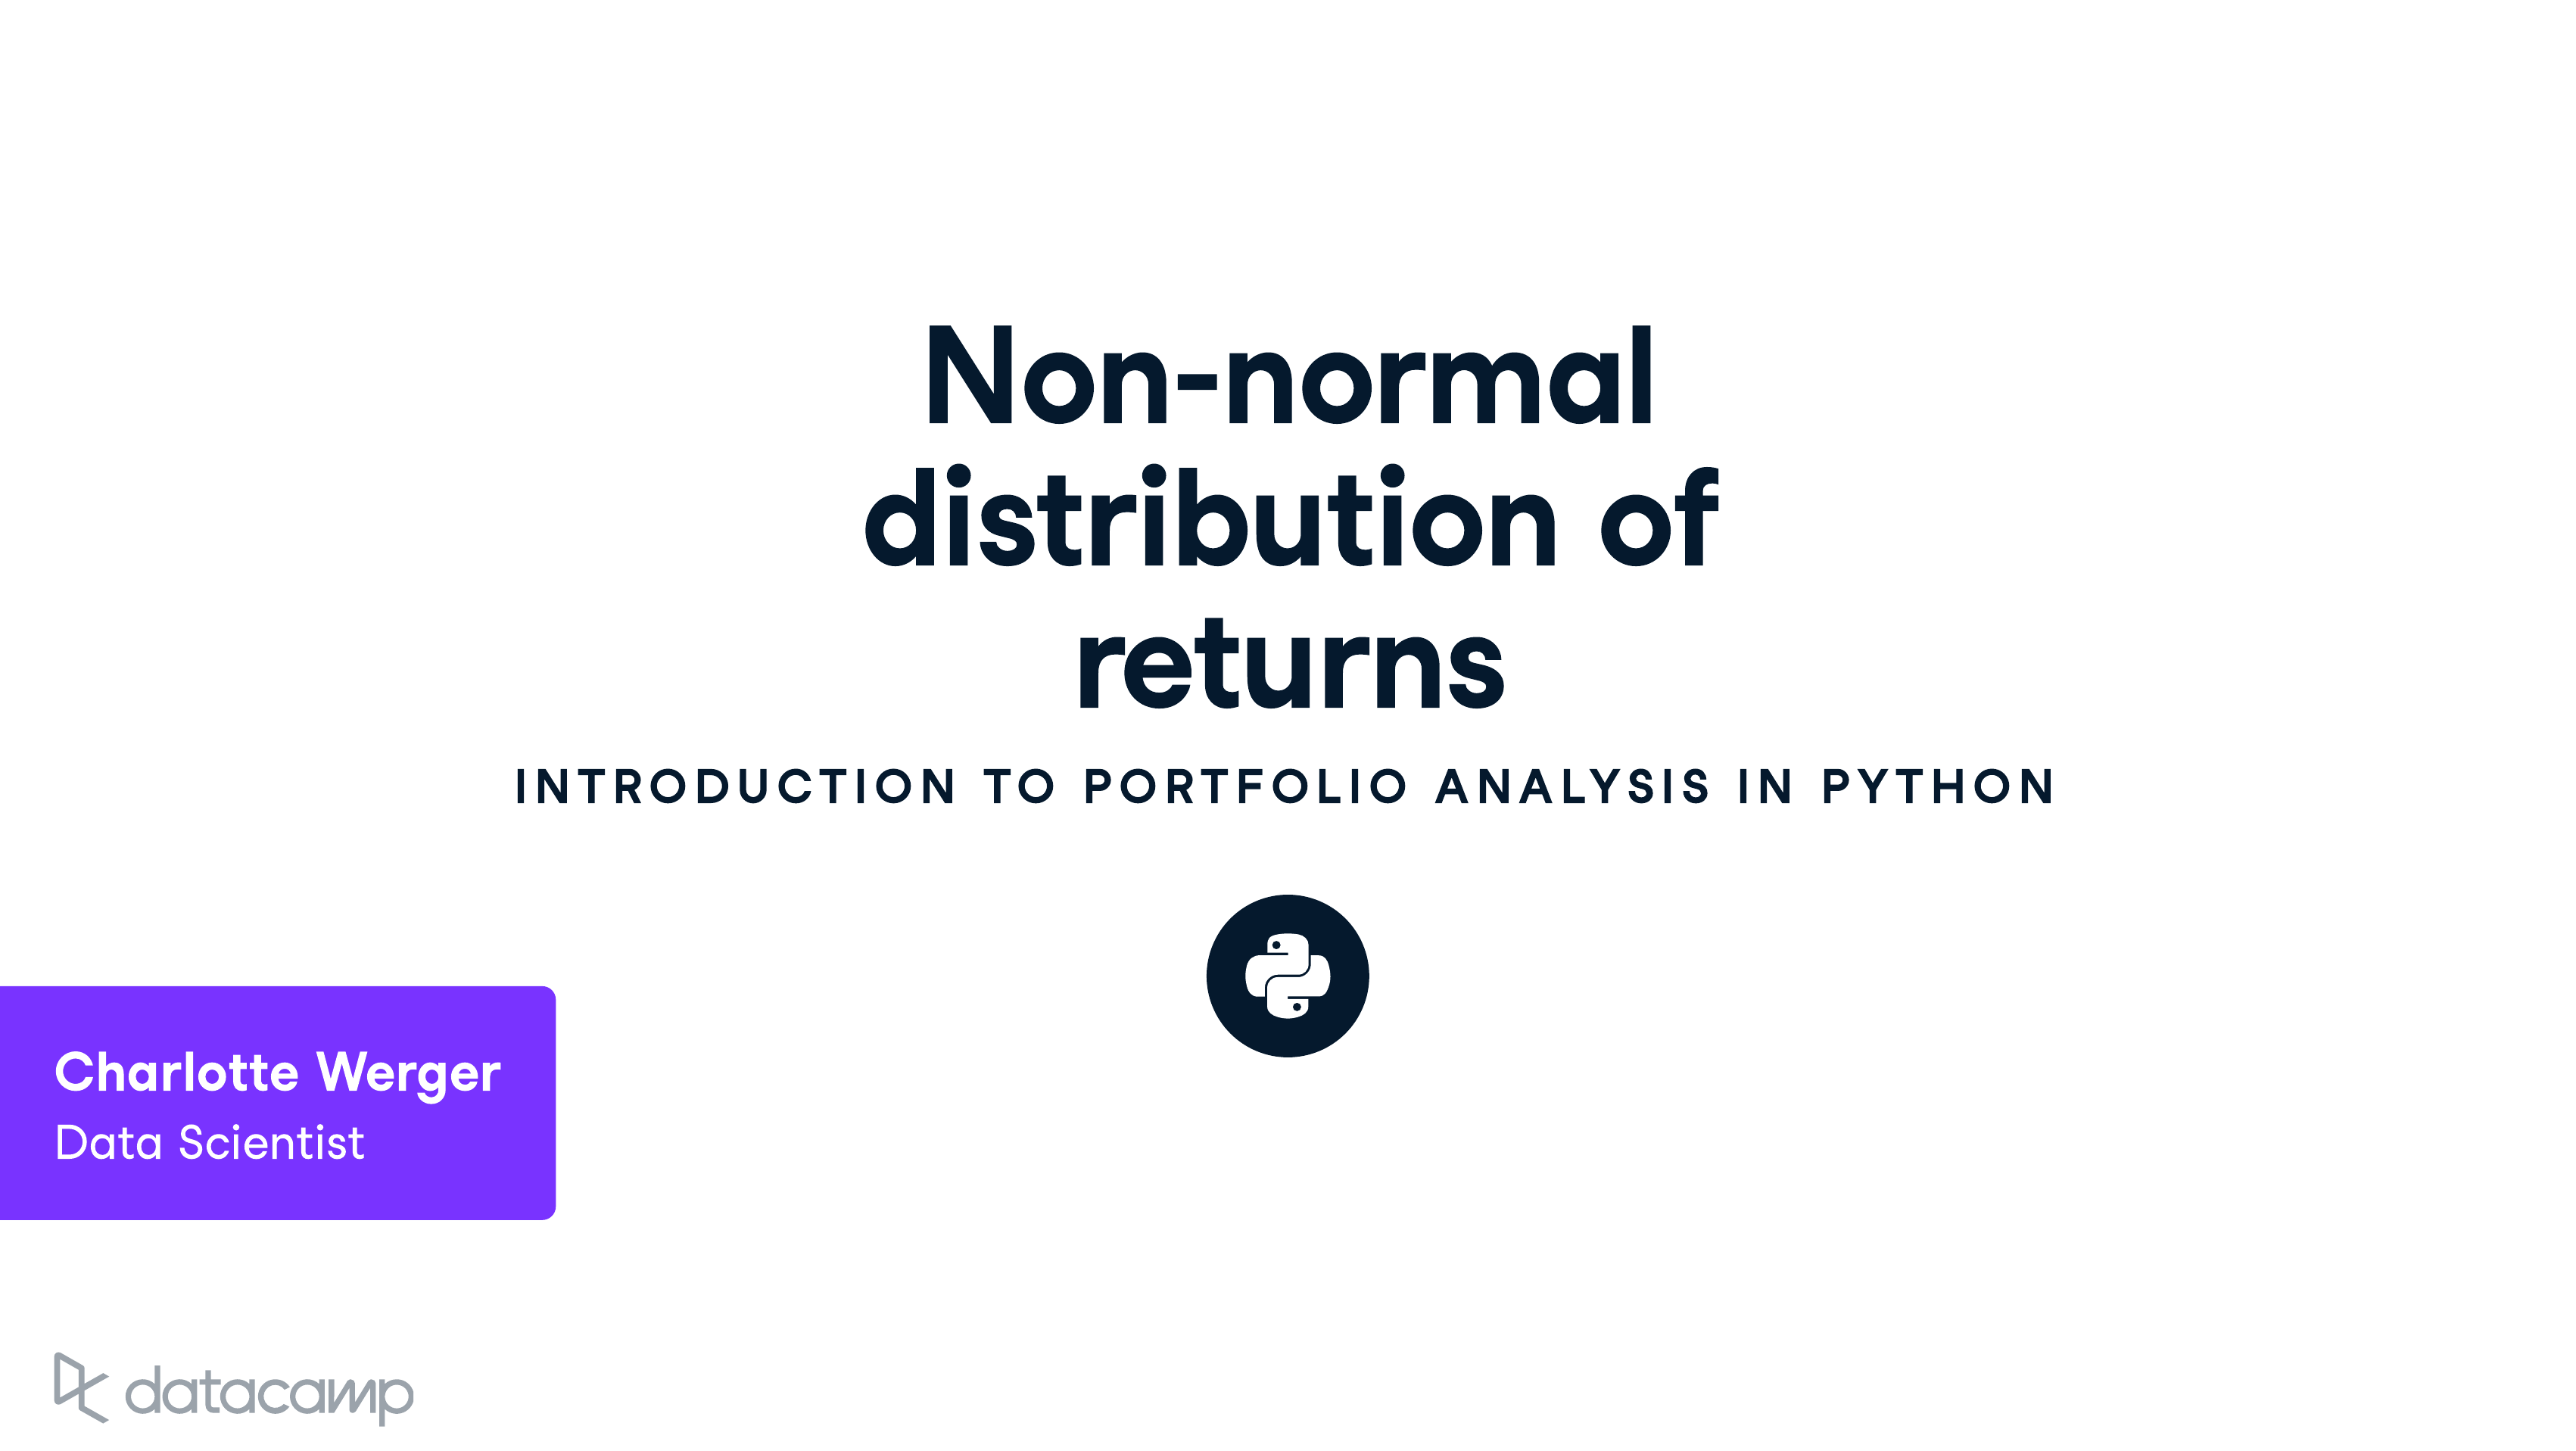 Non-normal
distribution of
returns
INTRODUCTION TO PORTFOLIO ANALYSIS IN PYTHON
Charlotte Werger
Data Scientist
datacamp